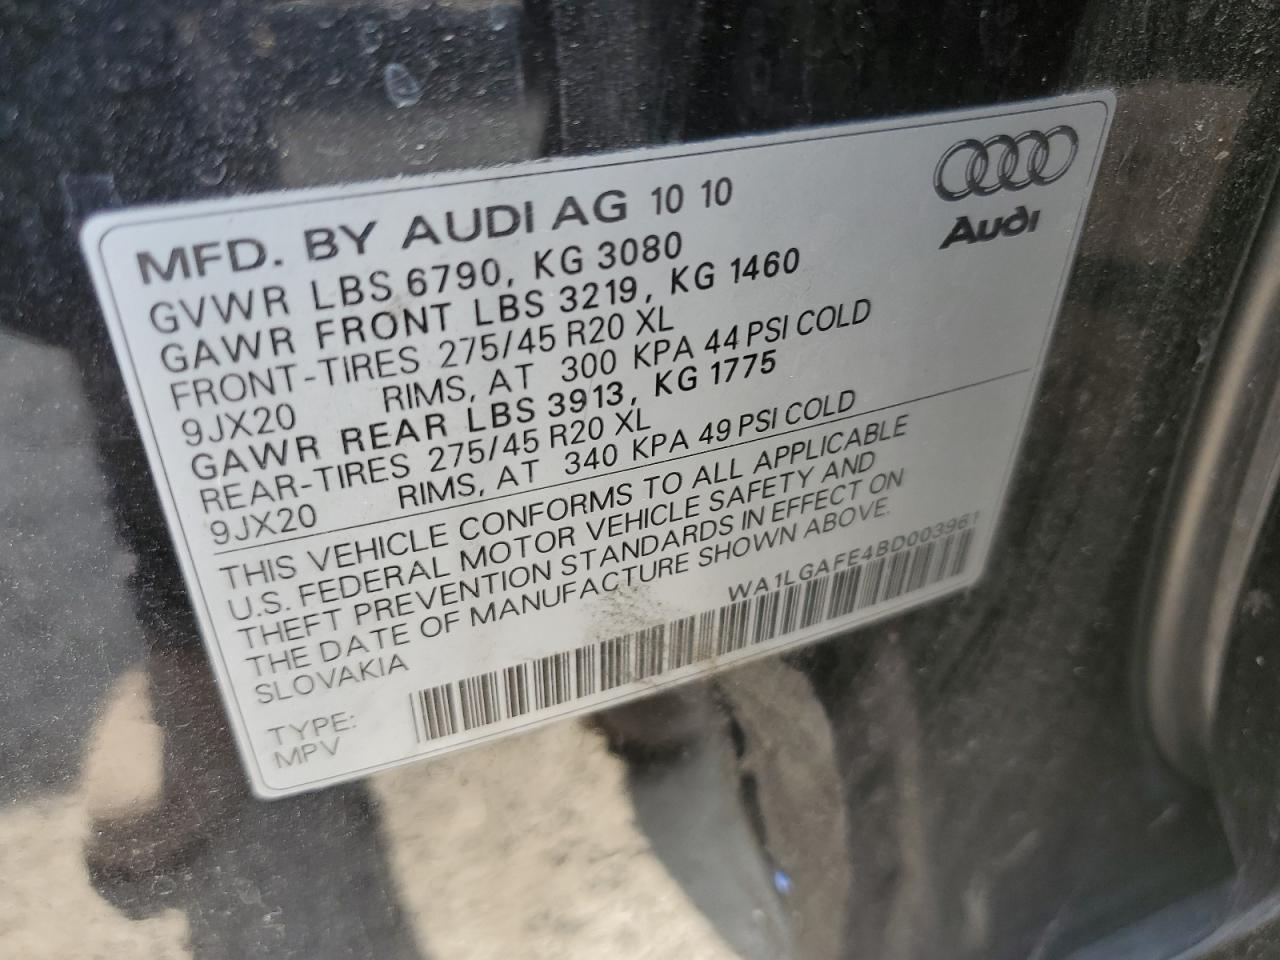 MFD. BY AUDI AG 10 10
Audi
GVWR LBS 6790, KG 3080
GAWR FRONT LBS 3219, KG 1460
FRONT-TIRES 275/45 R20 XL
9JX20 RIMS, AT 300 KPA 44 PSI COLD
GAWR REAR LBS 3913, KG 1775
REAR-TIRES 275/45 R20 XL
9JX20 RIMS, AT 340 KPA 49 PSI COLD
THIS VEHICLE CONFORMS TO ALL APPLICABLE
U.S. FEDERAL MOTOR VEHICLE SAFETY AND
THEFT PREVENTION STANDARDS IN EFFECT ON
THE DATE OF MANUFACTURE SHOWN ABOVE.
SLOVAKIA
WA1LGAFE4BD003961
TYPE:
MPV